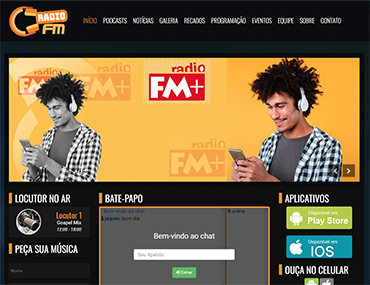 RADIO
FM
INÍCIO PODCASTS NOTÍCIAS GALERIA RECADOS PROGRAMAÇÃO EVENTOS EQUIPE SOBRE CONTATO
radio
FM+
radio
FM+
radio
FM+
LOCUTOR NO AR
Locutor 1
Gospel Mix
12:00 - 18:00
PEÇA SUA MÚSICA
Nome
BATE-PAPO
Bem-vindo ao chat
0 online
bom dia
Bem-vindo ao chat
Seu Apelido
Entrar
APLICATIVOS
Disponível em
Play Store
Disponível em
IOS
OUÇA NO CELULAR